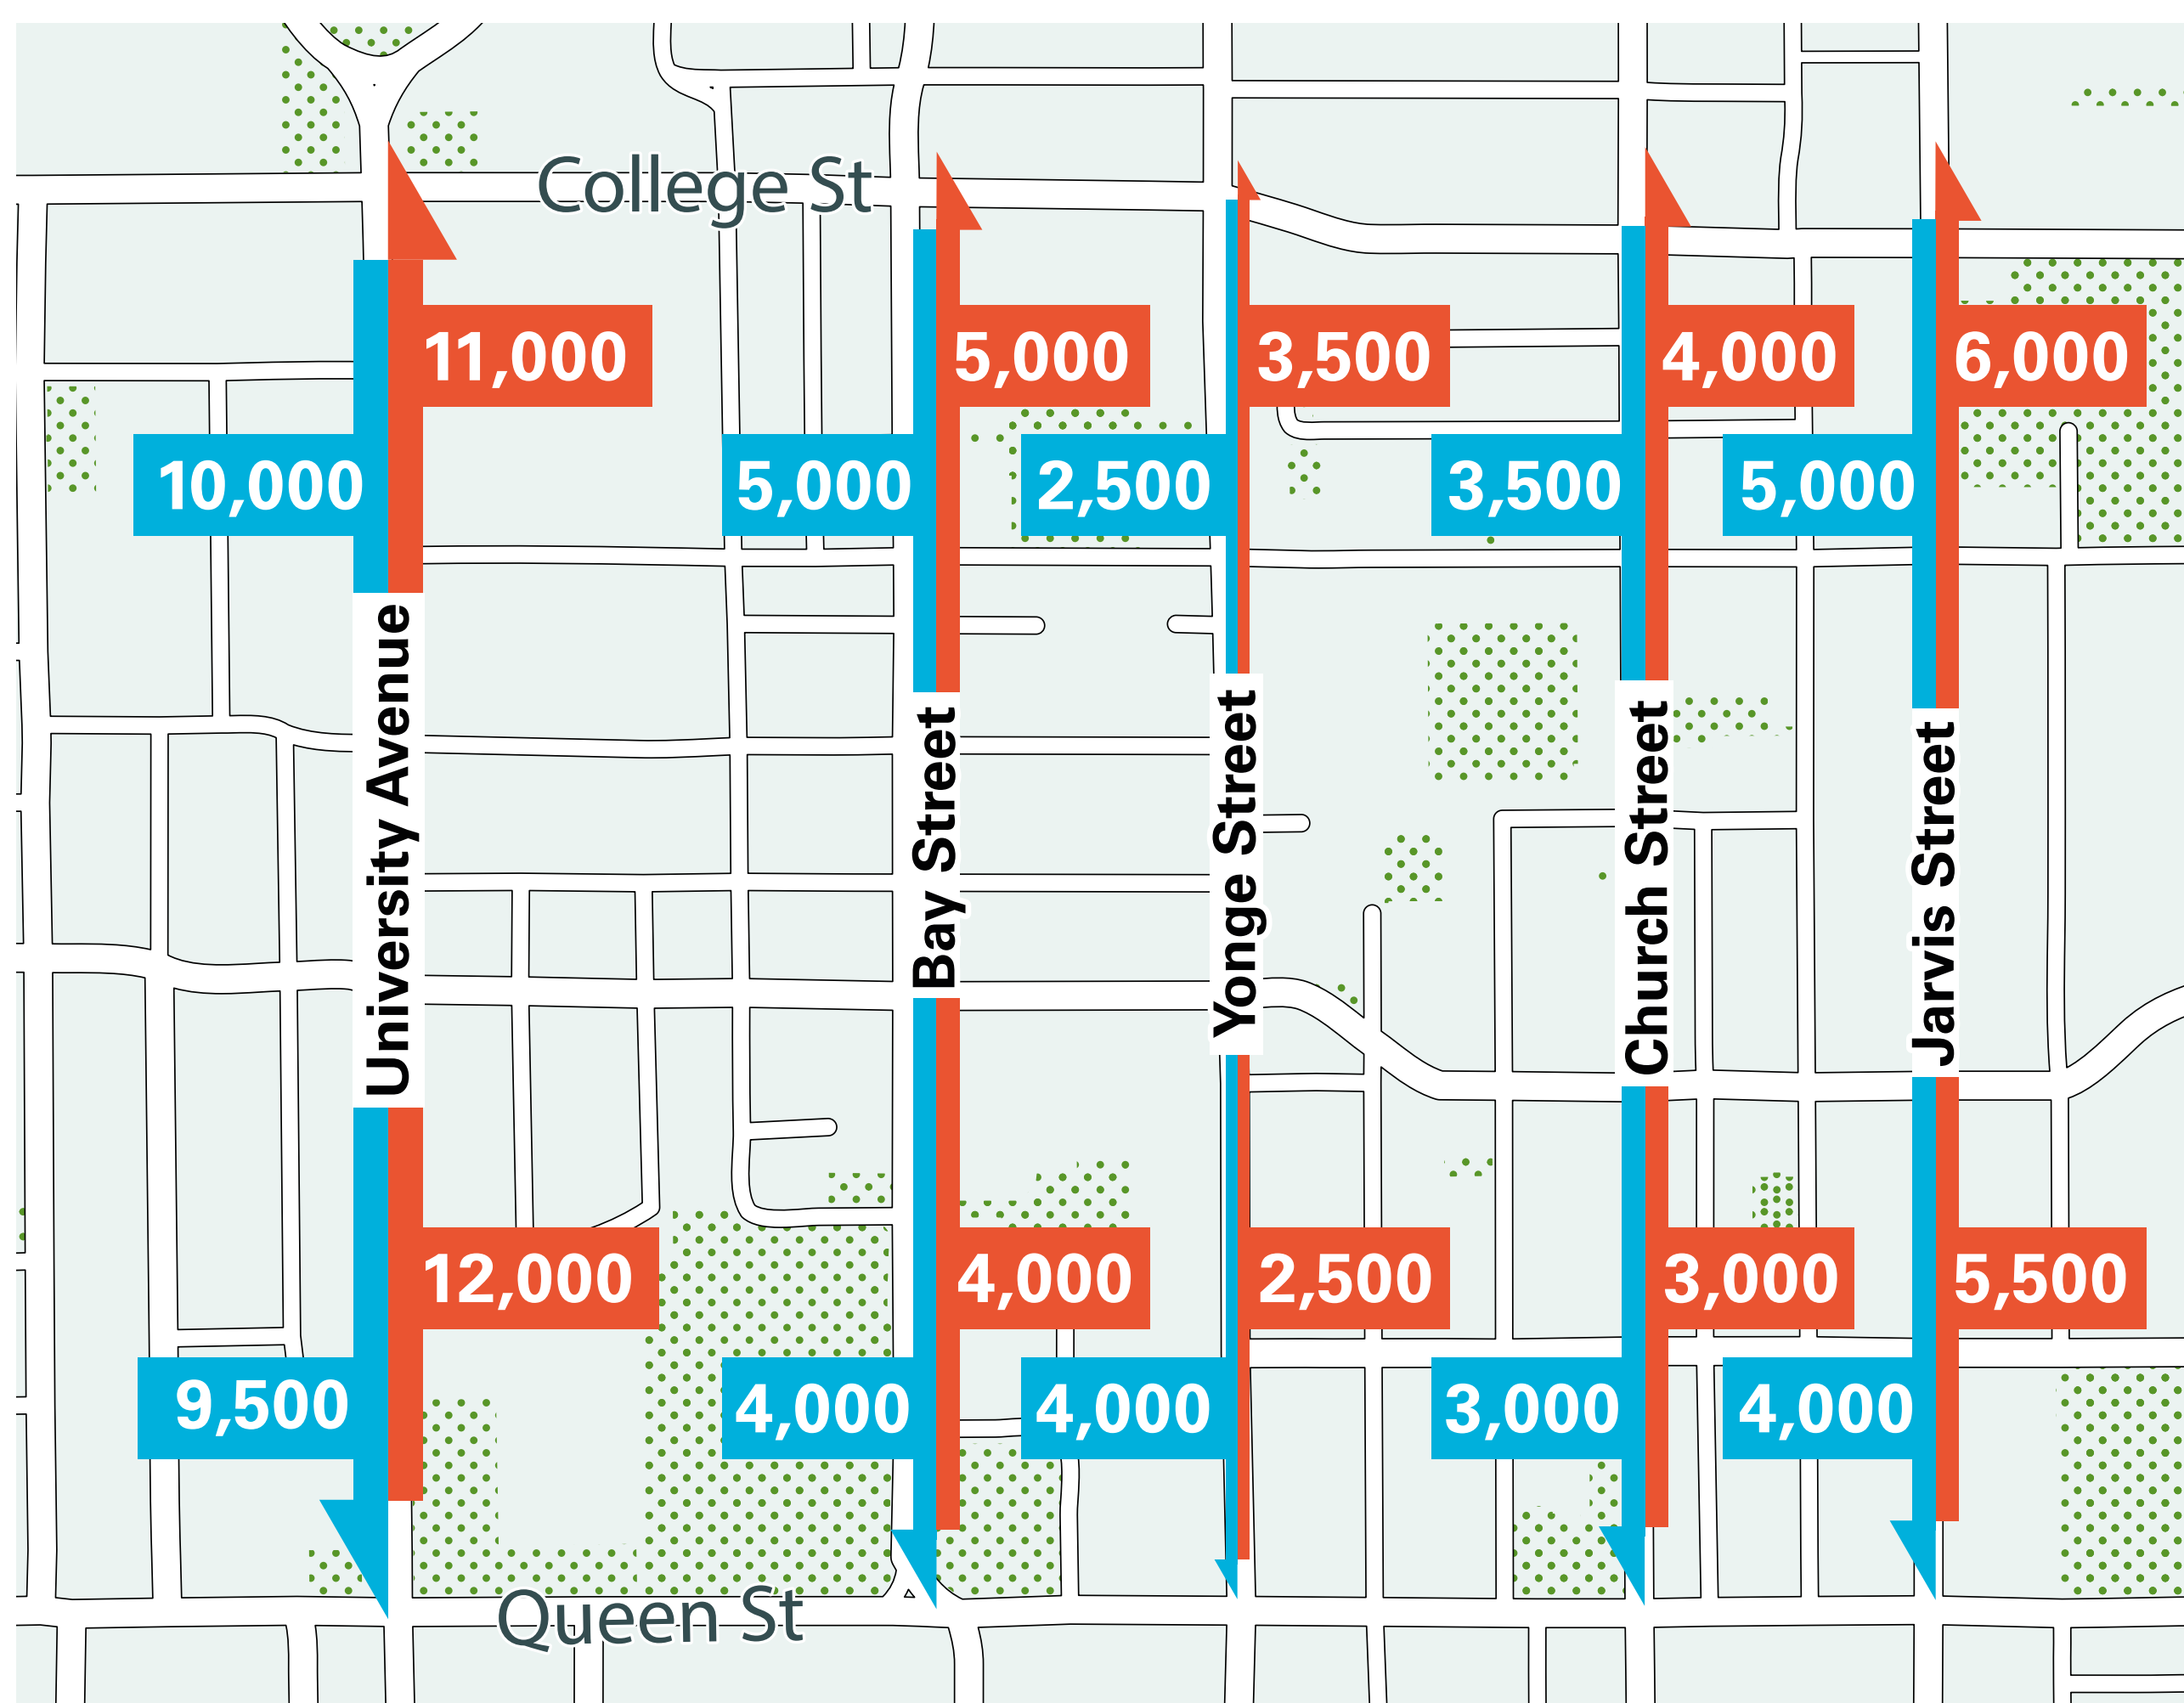 College St
11,000
5,000
3,500
4,000
6,000
10,000
5,000
2,500
3,500
5,000
University Avenue
Bay Street
Yonge Street
Church Street
Jarvis Street
12,000
4,000
2,500
3,000
5,500
9,500
4,000
4,000
3,000
4,000
Queen St